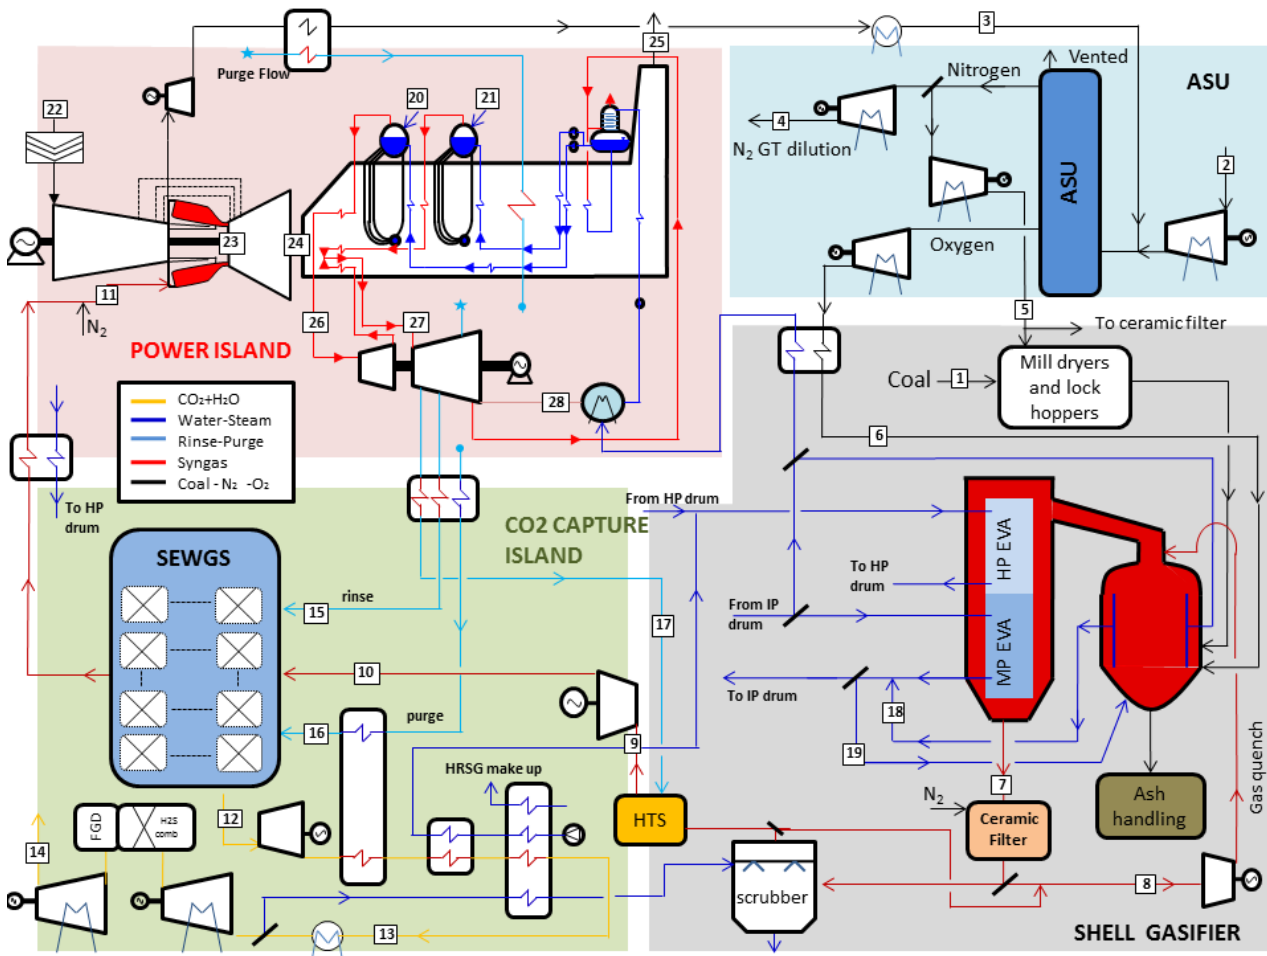 3
25
Purge Flow
Vented
ASU
Nitrogen
22
20
21
4
N₂ GT dilution
2
ASU
23
24
Oxygen
11
N₂
26
27
5
To ceramic filter
POWER ISLAND
Coal
1
Mill dryers
and lock
hoppers
28
6
CO₂+H₂O
Water-Steam
Rinse-Purge
Syngas
Coal - N₂ -O₂
To HP
drum
From HP drum
CO2 CAPTURE
ISLAND
SEWGS
HP EVA
To HP
drum
rinse
15
17
From IP
drum
MP EVA
10
To IP drum
18
purge
16
9
19
HRSG make up
7
Gas quench
N₂
12
FGD
H2S
comb
HTS
Ceramic
Filter
Ash
handling
14
8
scrubber
13
SHELL GASIFIER